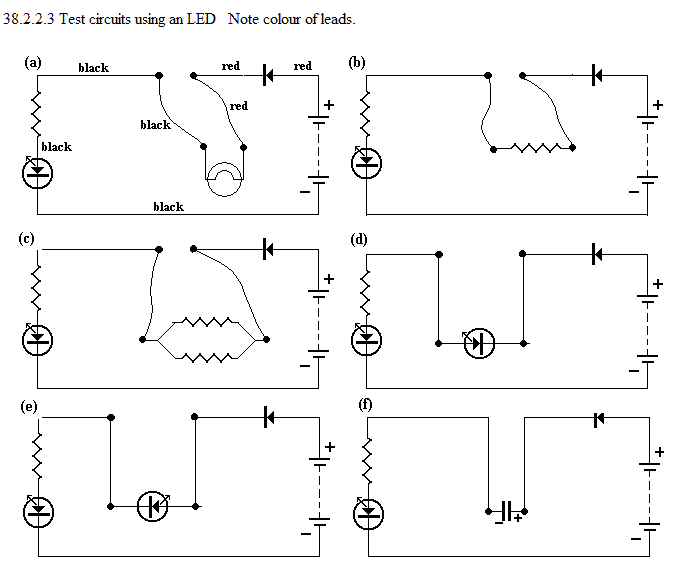 38.2.2.3 Test circuits using an LED Note colour of leads.
(a) black red red (b)
+ +
red
black
black
- -
black
(c) (d)
+ +
- -
(e) (f)
+ +
- + - -